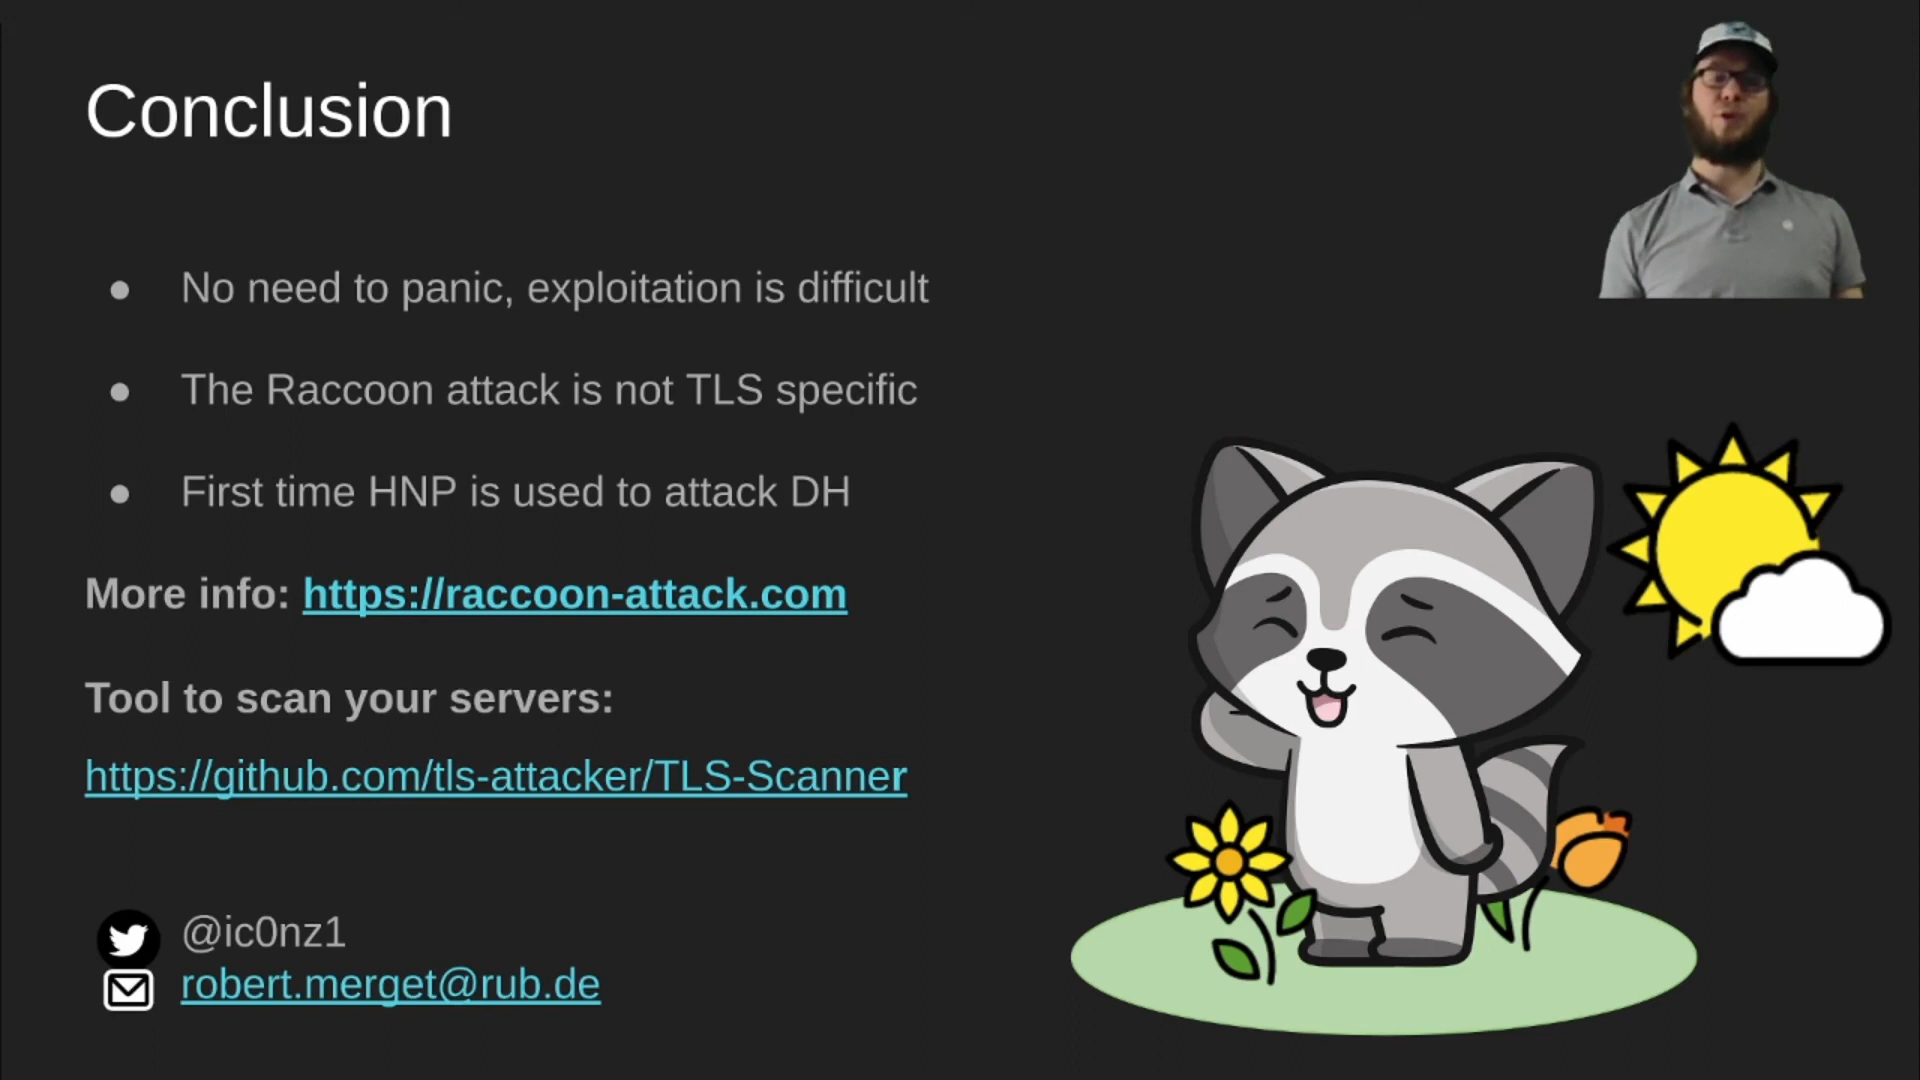 Conclusion
● No need to panic, exploitation is difficult
● The Raccoon attack is not TLS specific
● First time HNP is used to attack DH
More info: https://raccoon-attack.com
Tool to scan your servers:
https://github.com/tls-attacker/TLS-Scanner
@ic0nz1
robert.merget@rub.de